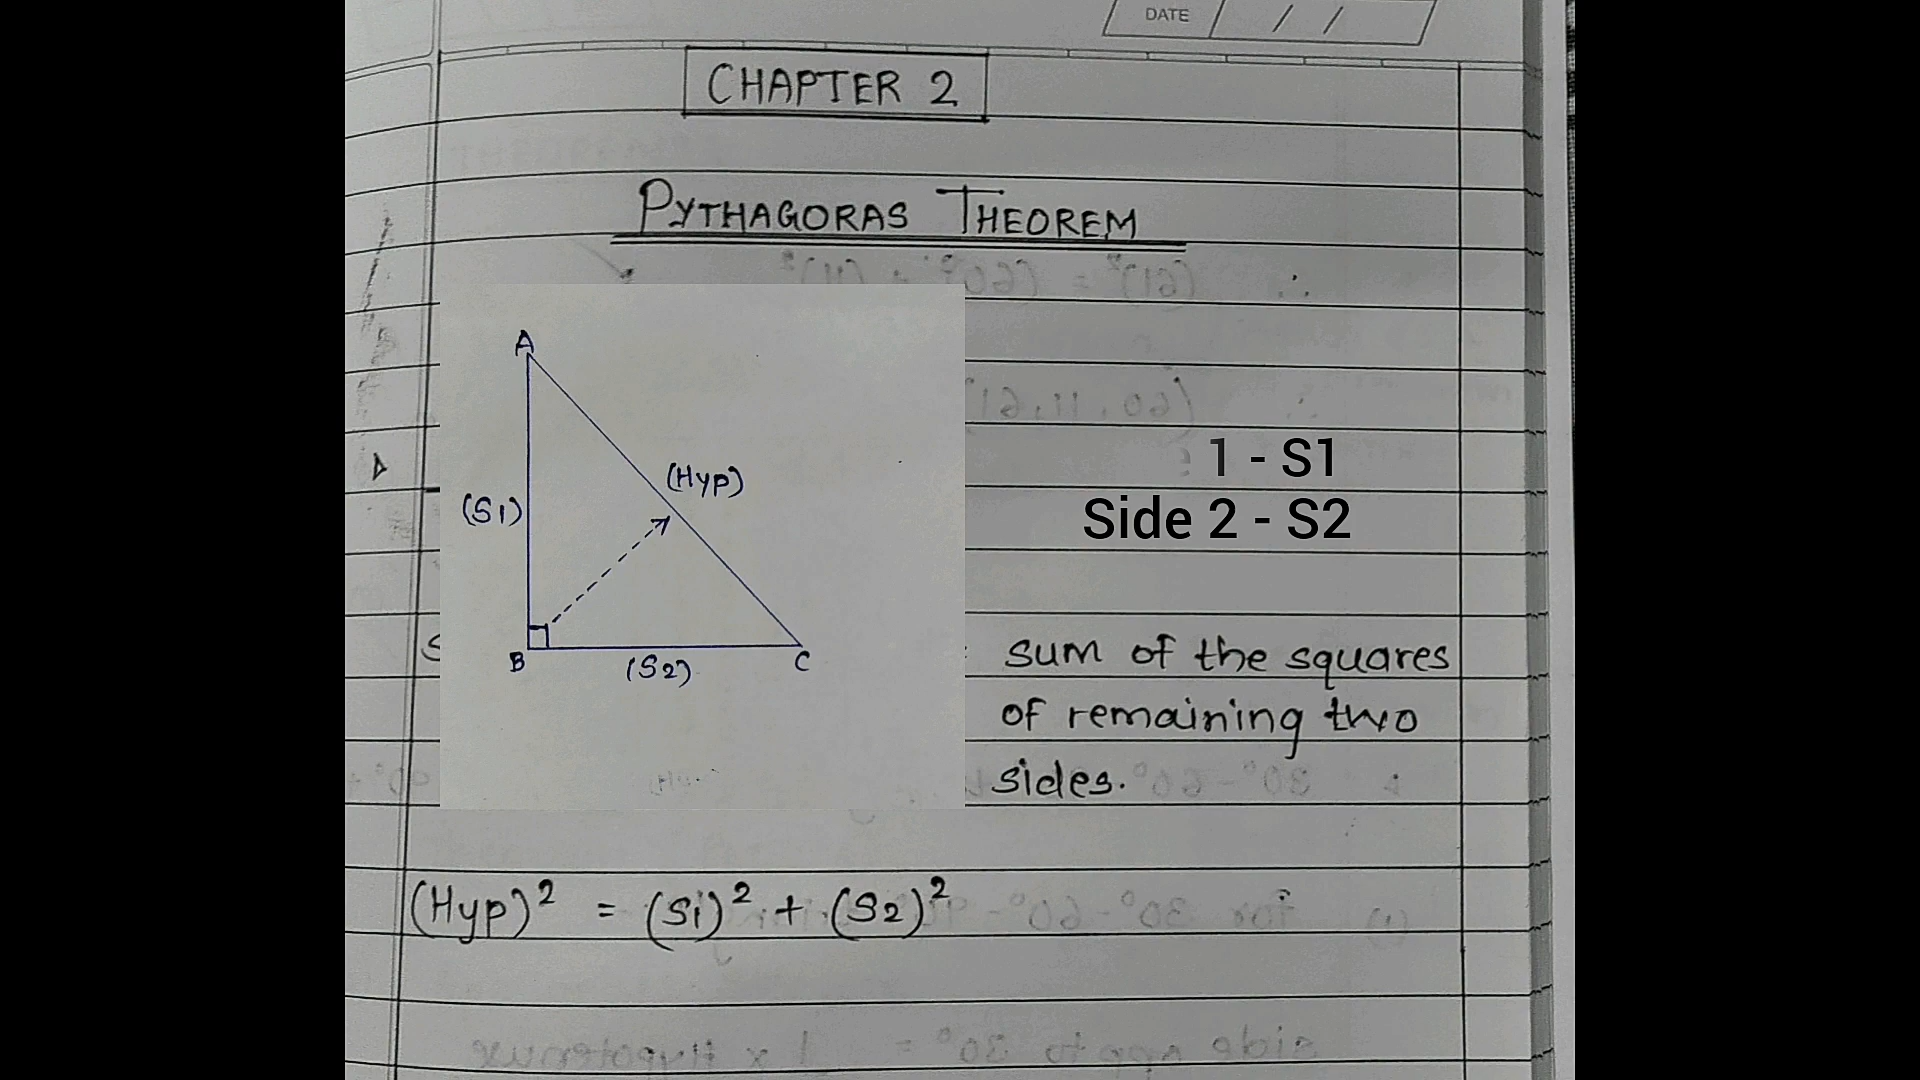 DATE / /
CHAPTER 2
PYTHAGORAS THEOREM
A
(Hyp)
(S1)
B
(S2)
C
1 - S1
Side 2 - S2
sum of the squares
of remaining two
sides.
(Hyp)² = (S1)² + (S2)²